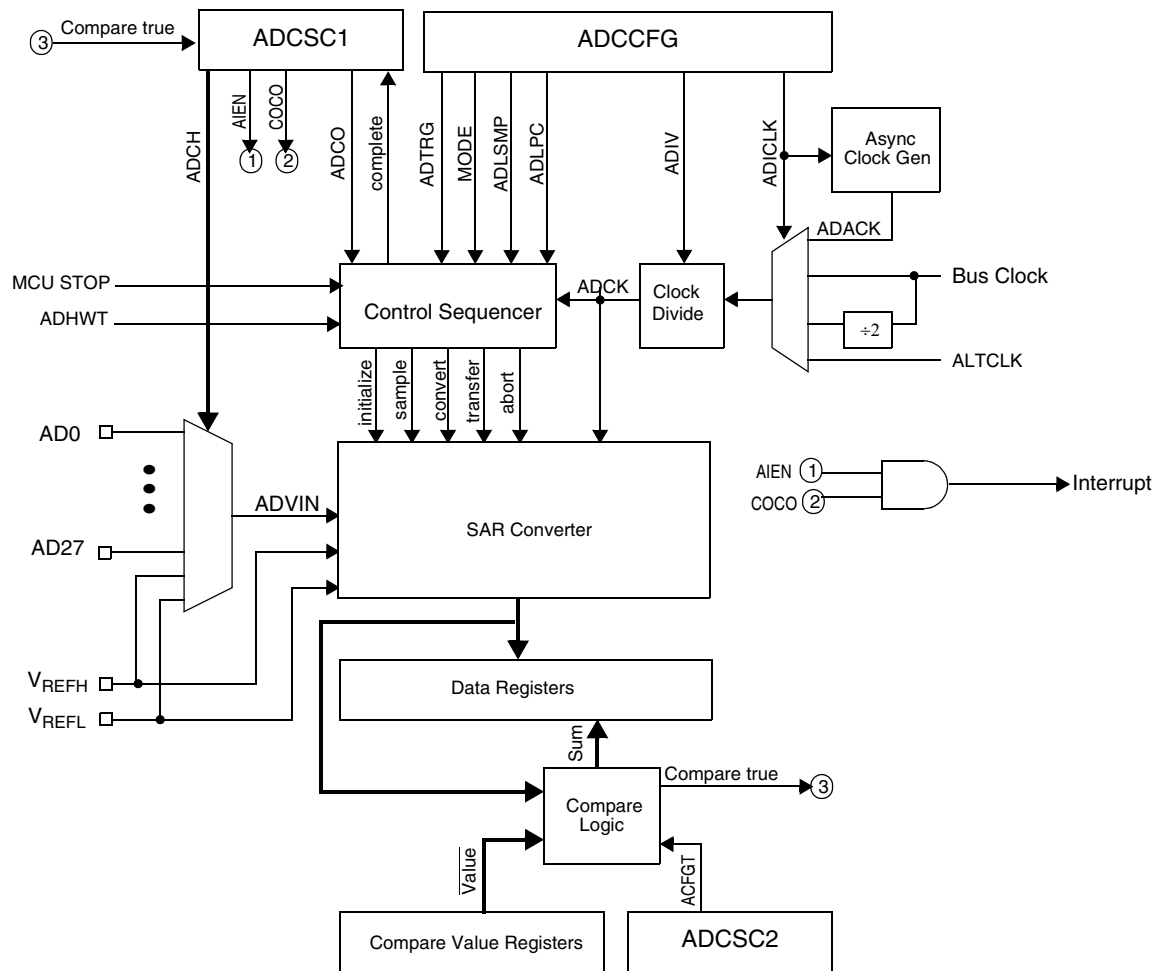 3
Compare true
ADCSC1
ADCCFG
ADCH
AIEN
COCO
1
2
ADCO
complete
ADTRG
MODE
ADLSMP
ADLPC
ADIV
ADICLK
Async
Clock Gen
ADACK
MCU STOP
ADHWT
Control Sequencer
ADCK
Clock
Divide
Bus Clock
÷2
ALTCLK
initialize
sample
convert
transfer
abort
AD0
AD27
ADVIN
SAR Converter
AIEN 1
COCO 2
Interrupt
VREFH
VREFL
Data Registers
Sum
Compare true
3
Compare
Logic
Value
ACFGT
Compare Value Registers
ADCSC2